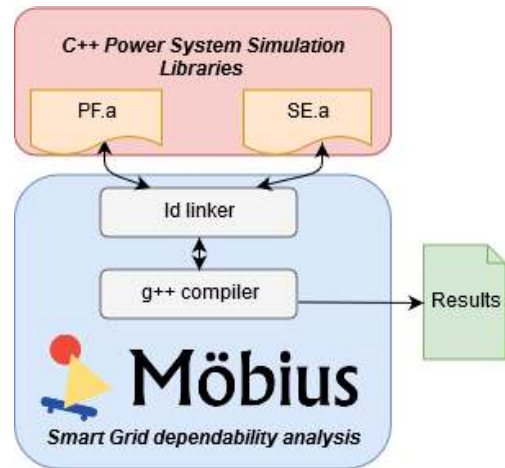 C++ Power System Simulation
Libraries
PF.a
SE.a
ld linker
g++ compiler
Results
Möbius
Smart Grid dependability analysis